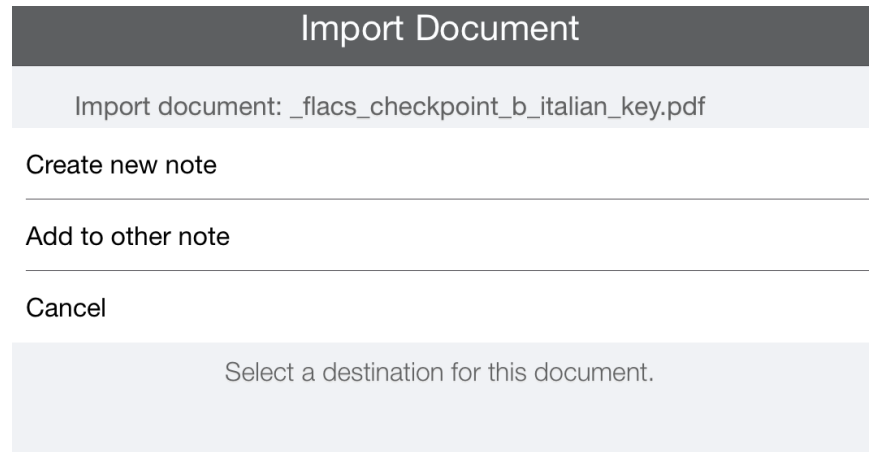 Import Document
Import document: _flacs_checkpoint_b_italian_key.pdf
Create new note
Add to other note
Cancel
Select a destination for this document.